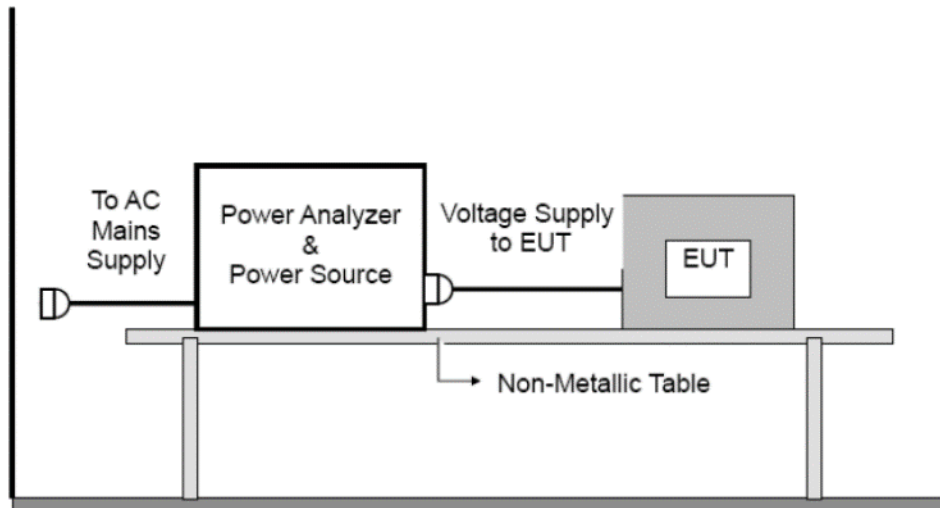 To AC
Mains
Supply
Power Analyzer
&
Power Source
Voltage Supply
to EUT
EUT
Non-Metallic Table